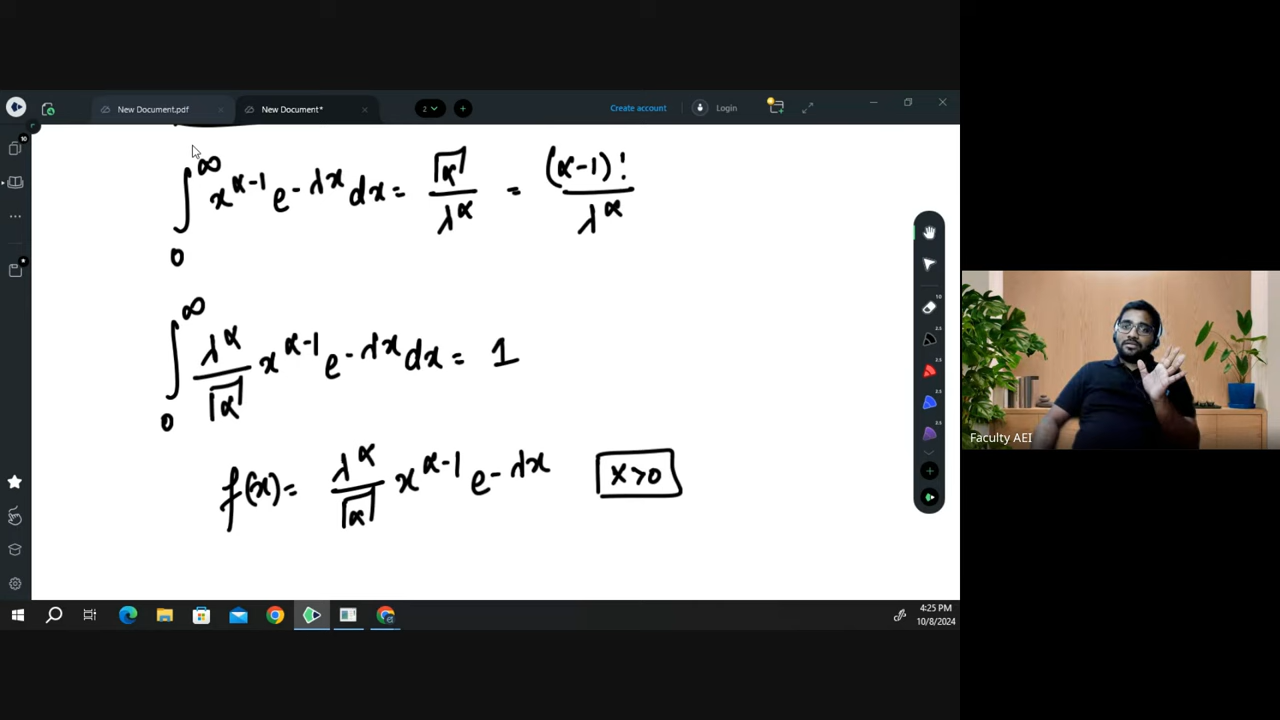 New Document.pdf
New Document*
2
Create account
Login
∫₀^∞ x^(α-1) e^(-λx) dx = Γα / λ^α = (α-1)! / λ^α
∫₀^∞ λ^α / Γα x^(α-1) e^(-λx) dx = 1
f(x) = λ^α / Γα x^(α-1) e^(-λx) x>0
Faculty AEI
4:25 PM
10/8/2024